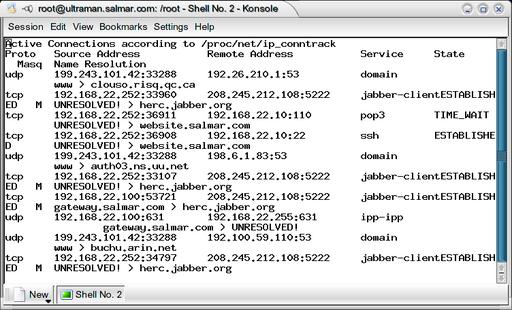 root@ultraman.salmar.com: /root - Shell No. 2 - Konsole
Session Edit View Bookmarks Settings Help
Active Connections according to /proc/net/ip_conntrack
Proto Source Address Remote Address Service State
Masq Name Resolution
udp 199.243.101.42:33288 192.26.210.1:53 domain
www > clouso.risq.qc.ca
tcp 192.168.22.252:33960 208.245.212.108:5222 jabber-clientESTABLISH
ED M UNRESOLVED! > herc.jabber.org
tcp 192.168.22.252:36911 192.168.22.10:110 pop3 TIME_WAIT
UNRESOLVED! > website.salmar.com
tcp 192.168.22.252:36908 192.168.22.10:22 ssh ESTABLISHE
D UNRESOLVED! > website.salmar.com
udp 199.243.101.42:33288 198.6.1.83:53 domain
www > auth03.ns.uu.net
tcp 192.168.22.252:33107 208.245.212.108:5222 jabber-clientESTABLISH
ED M UNRESOLVED! > herc.jabber.org
tcp 192.168.22.100:53721 208.245.212.108:5222 jabber-clientESTABLISH
ED M gateway.salmar.com > herc.jabber.org
udp 192.168.22.100:631 192.168.22.255:631 ipp-ipp
gateway.salmar.com > UNRESOLVED!
udp 199.243.101.42:33288 192.100.59.110:53 domain
www > buchu.arin.net
tcp 192.168.22.252:34797 208.245.212.108:5222 jabber-clientESTABLISH
ED M UNRESOLVED! > herc.jabber.org
New Shell No. 2